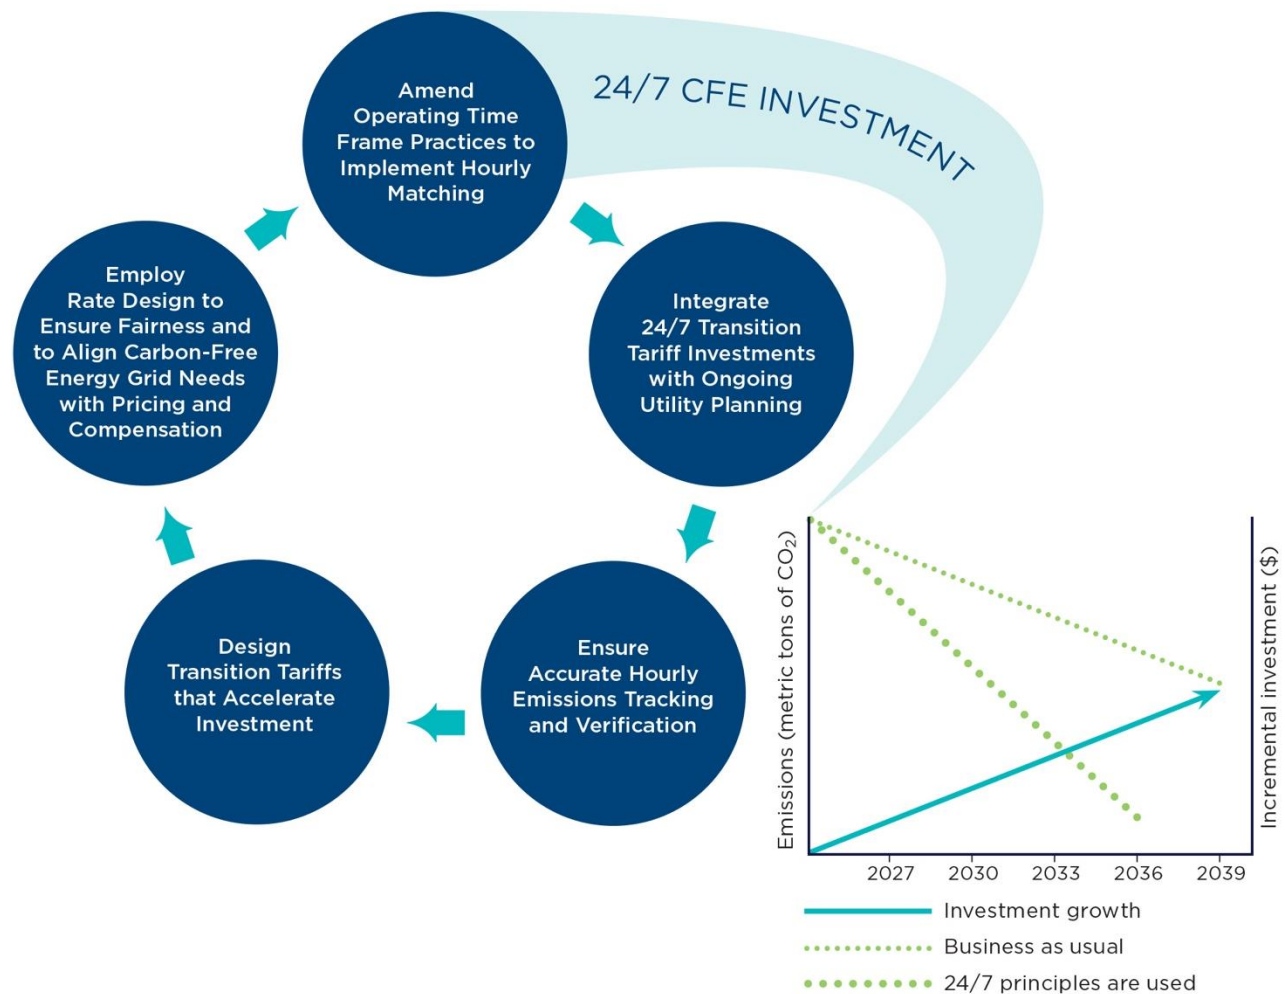 Amend
Operating Time
Frame Practices to
Implement Hourly
Matching
24/7 CFE INVESTMENT
Integrate
24/7 Transition
Tariff Investments
with Ongoing
Utility Planning
Ensure
Accurate Hourly
Emissions Tracking
and Verification
Design
Transition Tariffs
that Accelerate
Investment
Employ
Rate Design to
Ensure Fairness and
to Align Carbon-Free
Energy Grid Needs
with Pricing and
Compensation
Emissions (metric tons of CO₂)
Incremental investment ($)
2027 2030 2033 2036 2039
Investment growth
Business as usual
24/7 principles are used